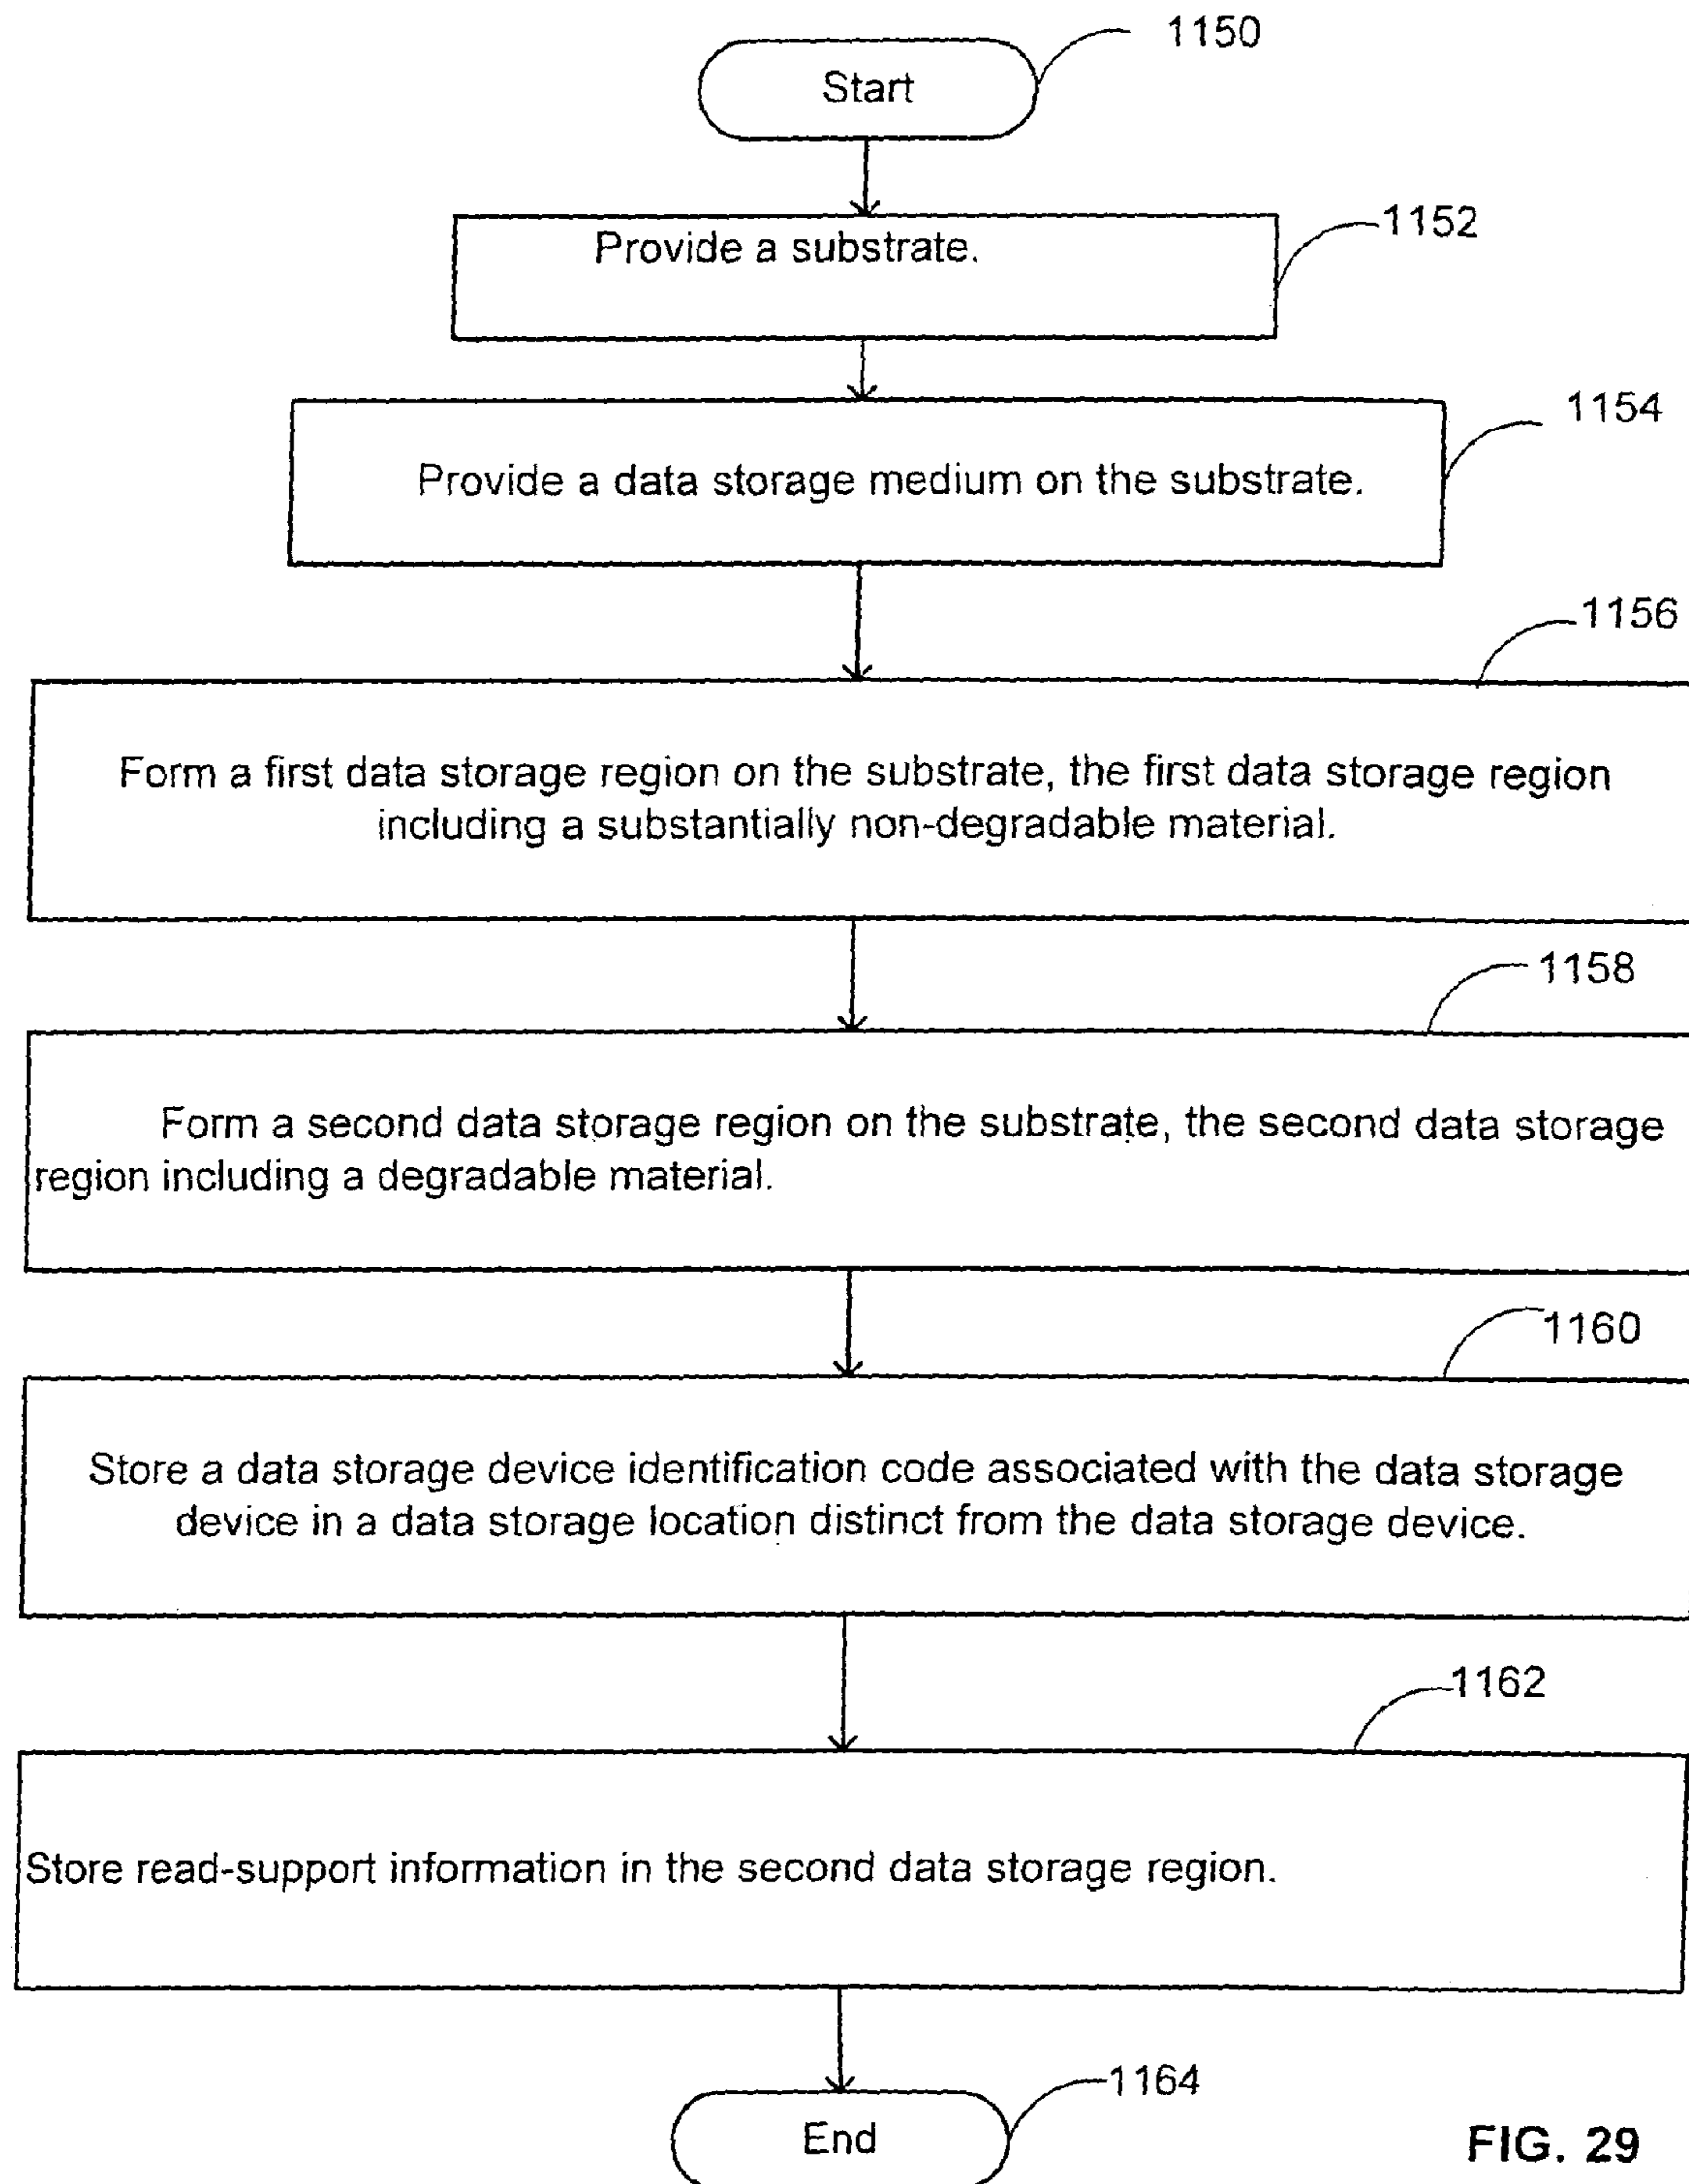 1150
Start
1152
Provide a substrate.
1154
Provide a data storage medium on the substrate.
1156
Form a first data storage region on the substrate, the first data storage region
including a substantially non-degradable material.
1158
Form a second data storage region on the substrate, the second data storage
region including a degradable material.
1160
Store a data storage device identification code associated with the data storage
device in a data storage location distinct from the data storage device.
1162
Store read-support information in the second data storage region.
1164
End
FIG. 29